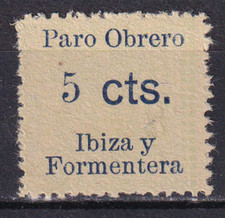 Paro Obrero
5 cts.
Ibiza y
Formentera